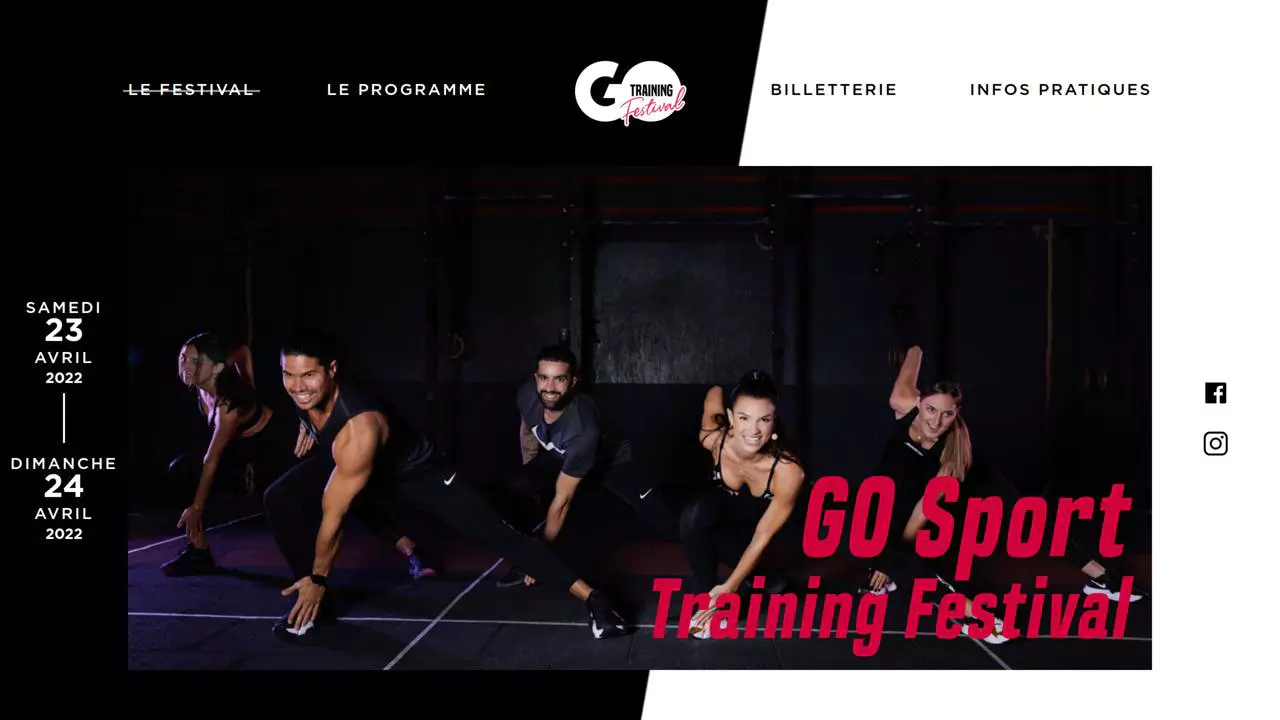 LE FESTIVAL
LE PROGRAMME
GO
TRAINING
Festival
BILLETTERIE
INFOS PRATIQUES
SAMEDI
23
AVRIL
2022
DIMANCHE
24
AVRIL
2022
GO Sport
Training Festival